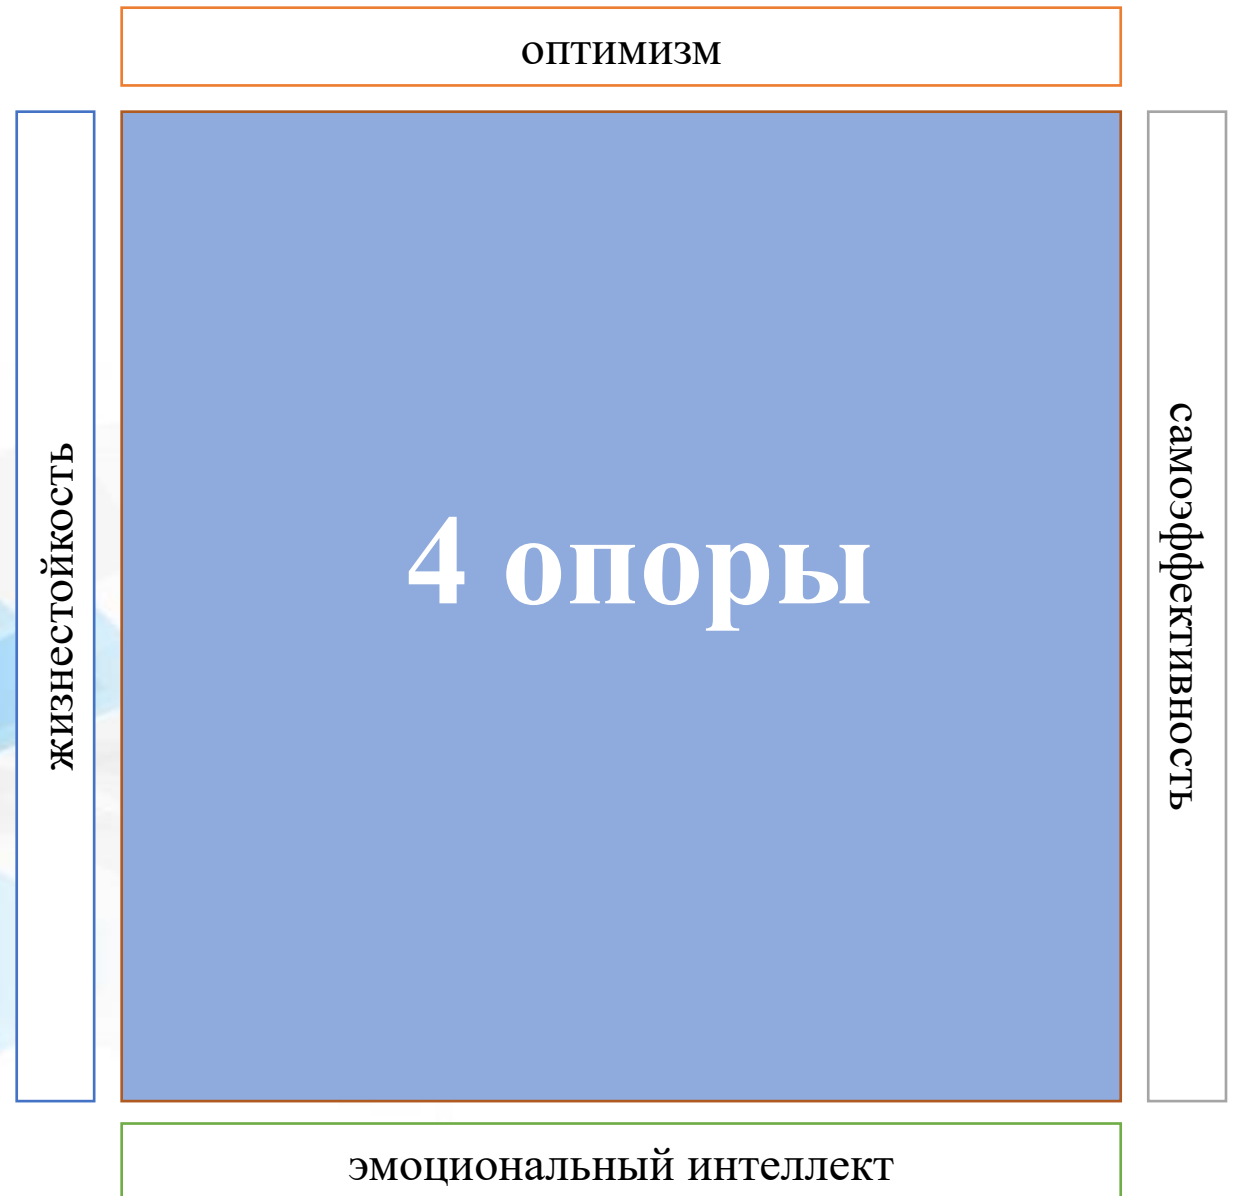 оптимизм
жизнестойкость
4 опоры
самоэффективность
эмоциональный интеллект